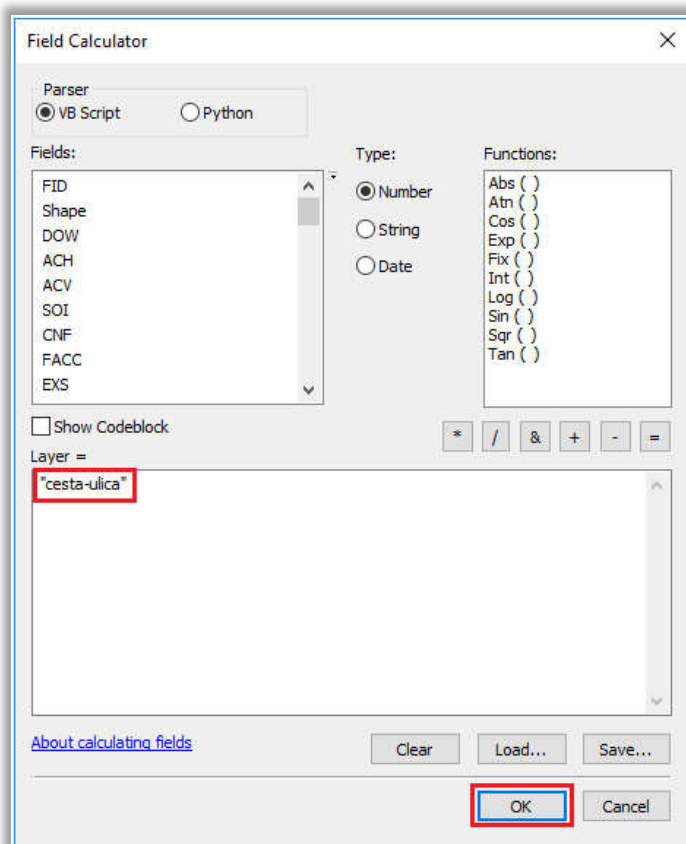 Field Calculator
Parser
VB Script
Python
Fields:
Type:
Functions:
FID
Shape
DOW
ACH
ACV
SOI
CNF
FACC
EXS
Number
String
Date
Abs ( )
Atn ( )
Cos ( )
Exp ( )
Fix ( )
Int ( )
Log ( )
Sin ( )
Sqr ( )
Tan ( )
Show Codeblock
* / & + - =
Layer =
"cesta-ulica"
About calculating fields
Clear
Load...
Save...
OK
Cancel